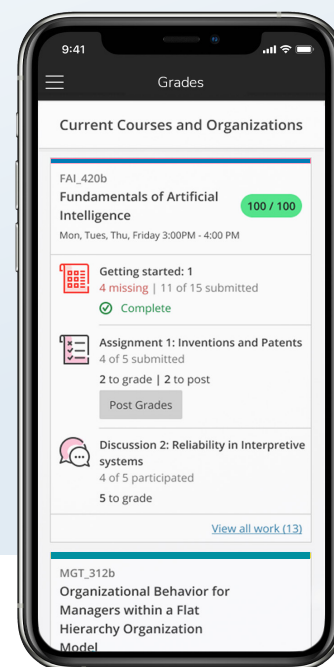 9:41
Grades
Current Courses and Organizations
FAI_420b
Fundamentals of Artificial
Intelligence
100 / 100
Mon, Tues, Thu, Friday 3:00PM - 4:00 PM
Getting started: 1
4 missing | 11 of 15 submitted
Complete
Assignment 1: Inventions and Patents
4 of 5 submitted
2 to grade | 2 to post
Post Grades
Discussion 2: Reliability in Interpretive
systems
4 of 5 participated
5 to grade
View all work (13)
MGT_312b
Organizational Behavior for
Managers within a Flat
Hierarchy Organization
Model